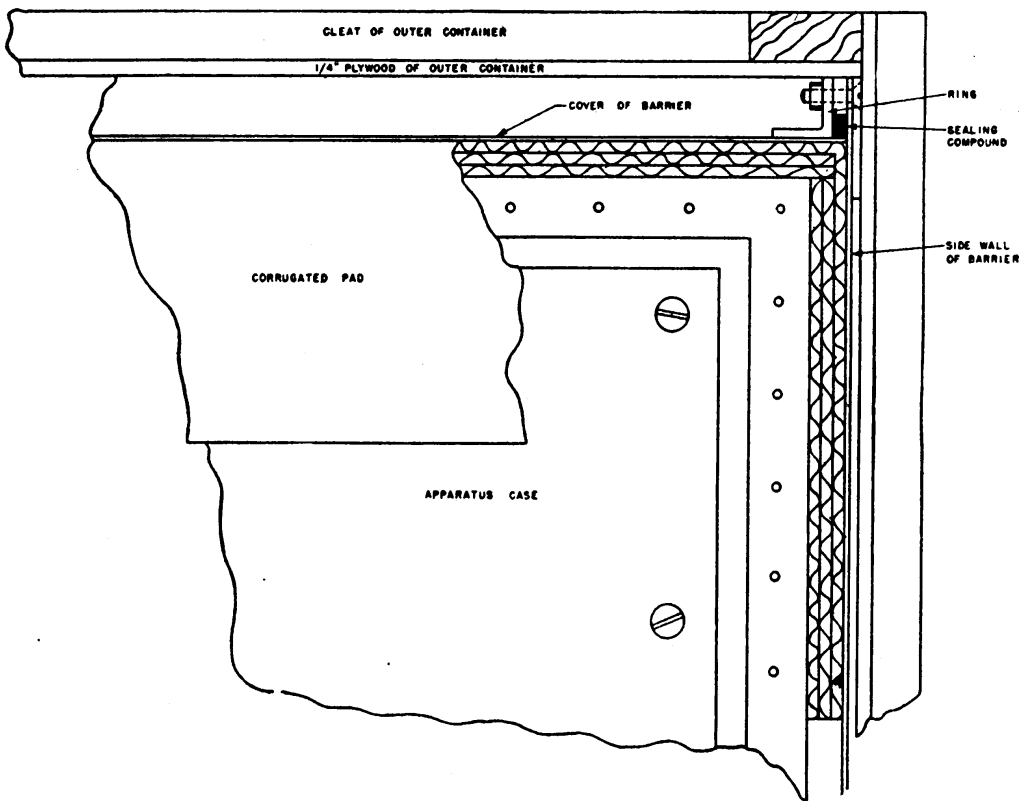 CLEAT OF OUTER CONTAINER
1/4" PLYWOOD OF OUTER CONTAINER
COVER OF BARRIER
RING
SEALING
COMPOUND
SIDE WALL
OF BARRIER
CORRUGATED PAD
APPARATUS CASE